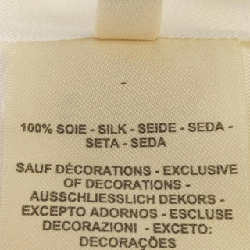 -
100% SOIE - SILK - SEIDE - SEDA -
SETA - SEDA
SAUF DÉCORATIONS - EXCLUSIVE
OF DECORATIONS -
AUSSCHLIESSLICH DEKORS -
EXCEPTO ADORNOS - ESCLUSE
DECORAZIONI - EXCETO:
DECORAÇÕES